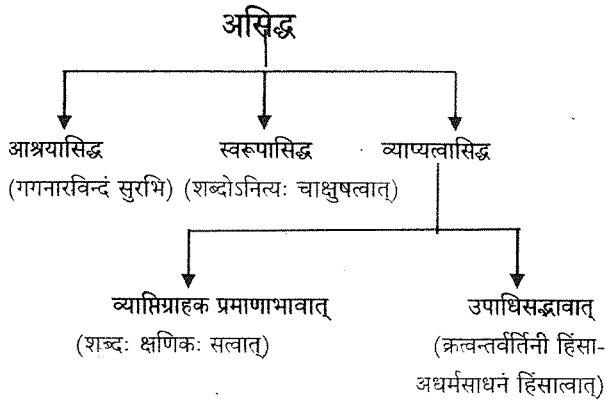 असिद्ध
आश्रयासिद्ध स्वरूपासिद्ध व्याप्यत्वासिद्ध
(गगनारविन्दं सुरभि) (शब्दोऽनित्यः चाक्षुषत्वात्)
व्याप्तिग्राहक प्रमाणाभावात् उपाधिसद्भावात्
(शब्दः क्षणिकः सत्वात्) (क्रत्वन्तर्वर्तिनी हिंसा-
अधर्मसाधनं हिंसात्वात्)